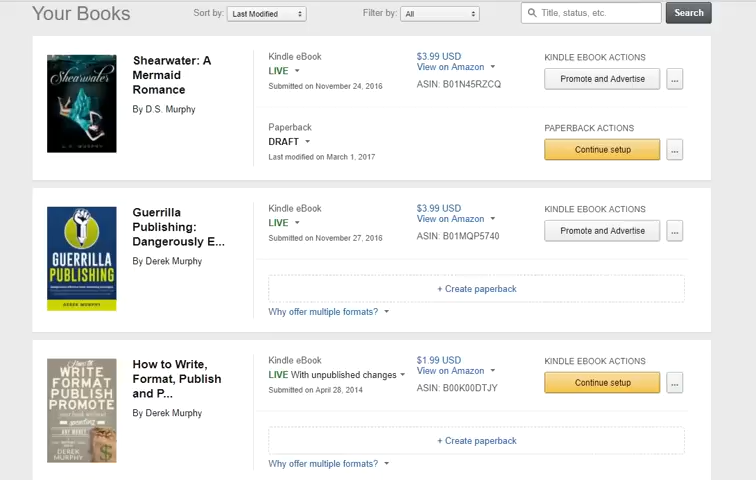 Your Books
Sort by: Last Modified
Filter by: All
Title, status, etc.
Search
Shearwater: A
Mermaid
Romance
By D.S. Murphy
Shearwater
Kindle eBook
LIVE
Submitted on November 24, 2016
$3.99 USD
View on Amazon
ASIN: B01N45RZCQ
KINDLE EBOOK ACTIONS
Promote and Advertise
...
Paperback
DRAFT
Last modified on March 1, 2017
PAPERBACK ACTIONS
Continue setup
...
GUERRILLA
PUBLISHING
DEREK MURPHY
Guerrilla
Publishing:
Dangerously E...
By Derek Murphy
Kindle eBook
LIVE
Submitted on November 27, 2016
$3.99 USD
View on Amazon
ASIN: B01MQP5740
KINDLE EBOOK ACTIONS
Promote and Advertise
...
+ Create paperback
Why offer multiple formats?
How to
WRITE
FORMAT
PUBLISH
PROMOTE
ANY MONEY
DEREK
MURPHY
$
How to Write,
Format, Publish
and P...
By Derek Murphy
Kindle eBook
LIVE With unpublished changes
Submitted on April 28, 2014
$1.99 USD
View on Amazon
ASIN: B00K00DTJY
KINDLE EBOOK ACTIONS
Continue setup
...
+ Create paperback
Why offer multiple formats?